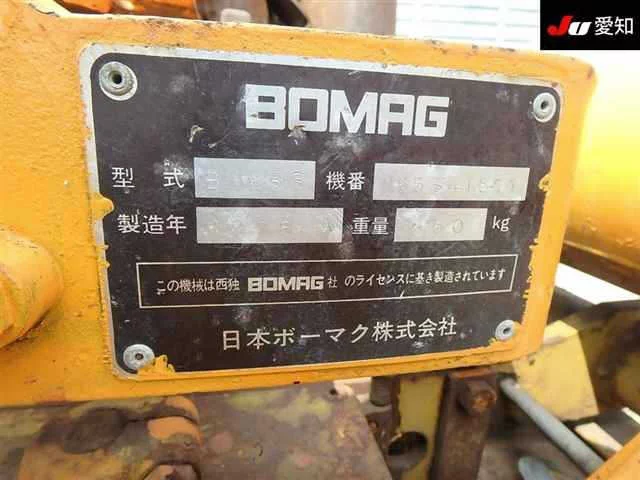 JU 愛知
BOMAG
型式 機番
製造年 重量 kg
この機械は西独 BOMAG 社 のライセンスに基き製造されています
日本ボーマク株式会社